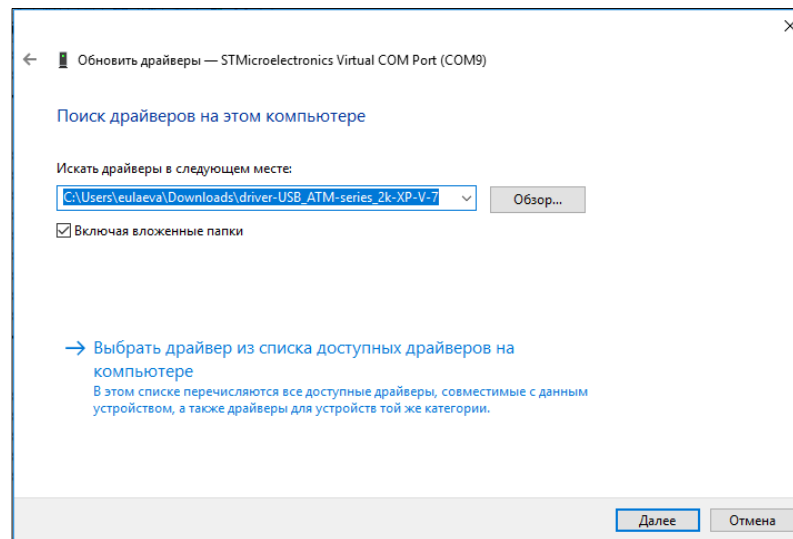 Обновить драйверы — STMicroelectronics Virtual COM Port (COM9)
Поиск драйверов на этом компьютере
Искать драйверы в следующем месте:
C:\Users\eulaeva\Downloads\driver-USB_ATM-series_2k-XP-V-7
Обзор...
Включая вложенные папки
Выбрать драйвер из списка доступных драйверов на
компьютере
В этом списке перечисляются все доступные драйверы, совместимые с данным
устройством, а также драйверы для устройств той же категории.
Далее
Отмена